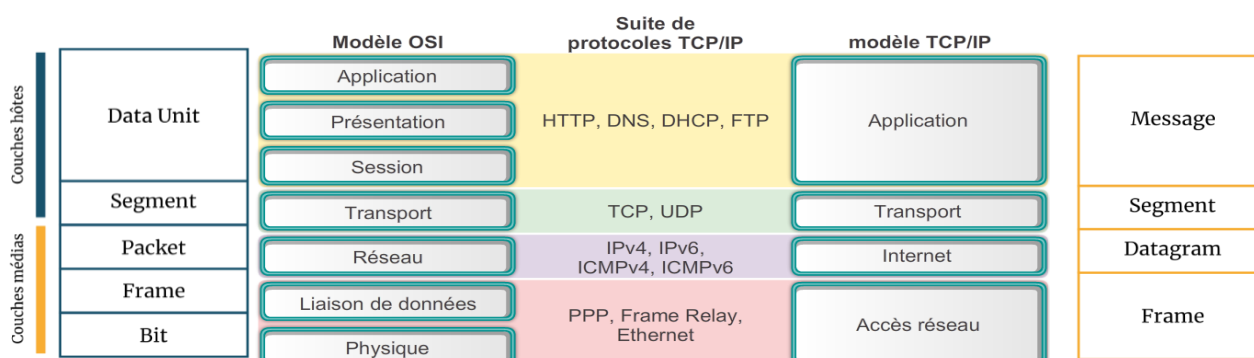 Modèle OSI
Suite de
protocoles TCP/IP
modèle TCP/IP
Couches hôtes
Couches médias
Data Unit
Segment
Packet
Frame
Bit
Application
Présentation
Session
Transport
Réseau
Liaison de données
Physique
HTTP, DNS, DHCP, FTP
TCP, UDP
IPv4, IPv6,
ICMPv4, ICMPv6
PPP, Frame Relay,
Ethernet
Application
Transport
Internet
Accès réseau
Message
Segment
Datagram
Frame